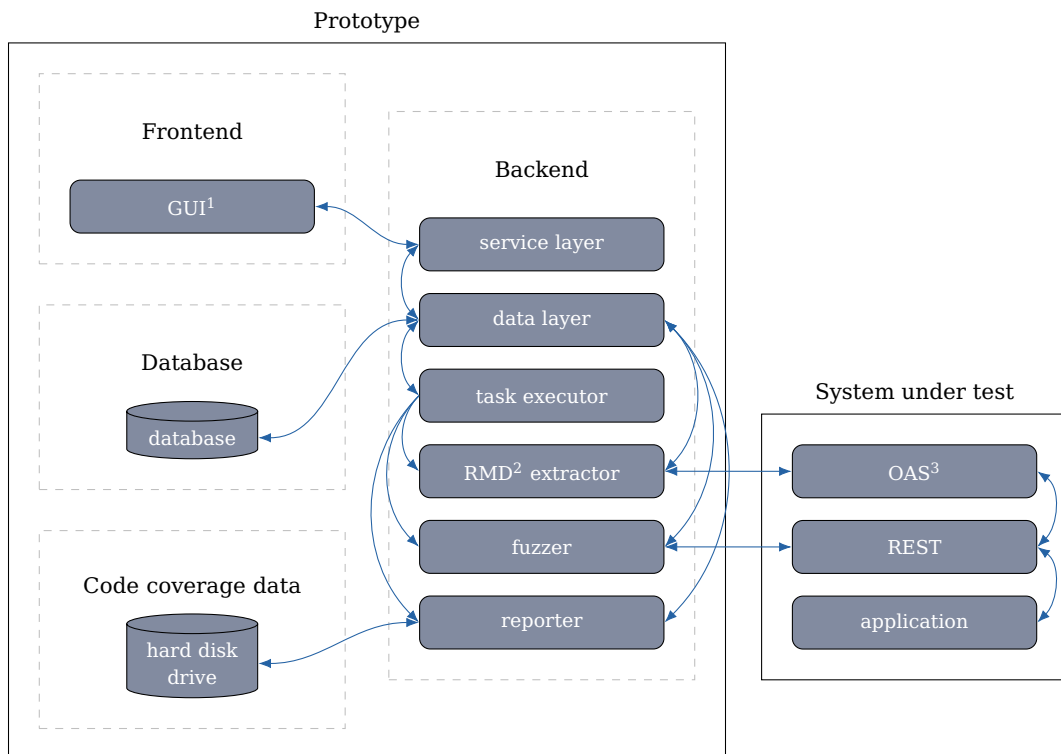 Prototype
Frontend
GUI¹
Database
database
Code coverage data
hard disk
drive
Backend
service layer
data layer
task executor
RMD² extractor
fuzzer
reporter
System under test
OAS³
REST
application